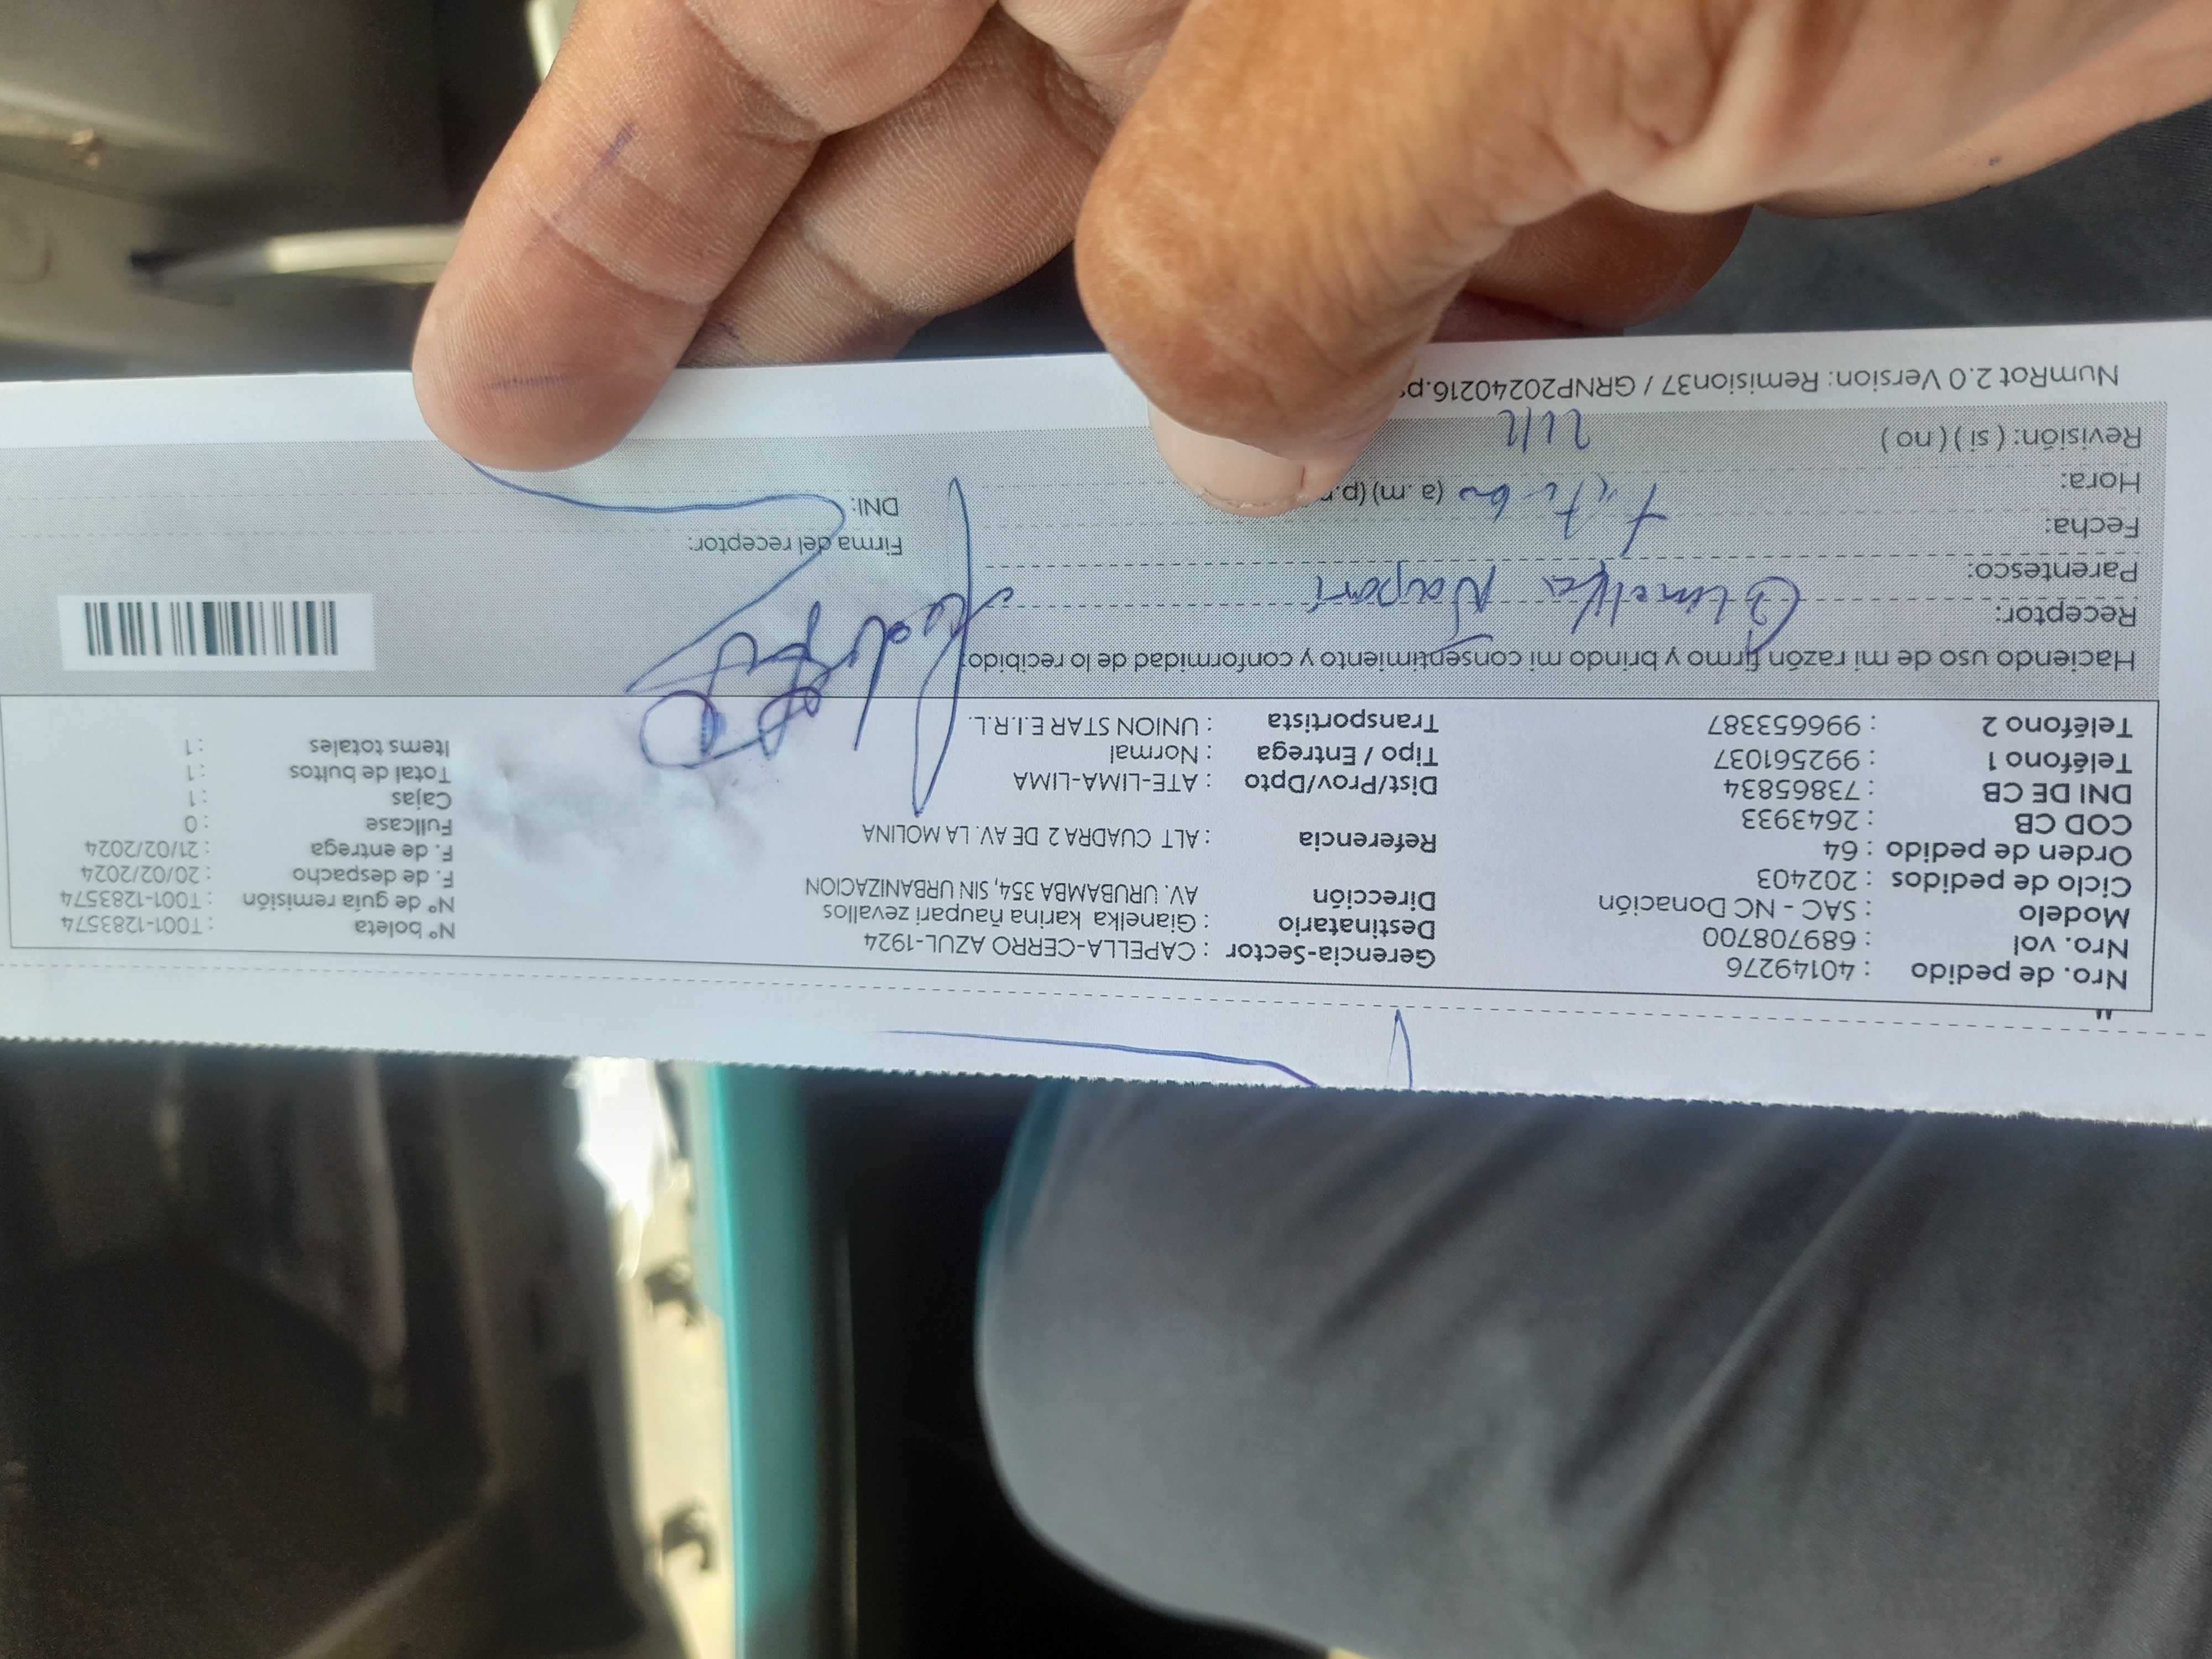 Nro. de pedido : 40149276
Nro. vol : 689708700
Modelo : SAC - NC Donación
Ciclo de pedidos : 202403
Orden de pedido : 64
COD CB : 2643933
DNI DE CB : 73865834
Teléfono 1 : 992561037
Teléfono 2 : 996653387
Gerencia-Sector : CAPELLA-CERRO AZUL-1924
Destinatario : Gianelka karina ñaupari zevallos
Dirección AV. URUBAMBA 354, SIN URBANIZACION
Referencia : ALT CUADRA 2 DE AV. LA MOLINA
Dist/Prov/Dpto : ATE-LIMA-LIMA
Tipo / Entrega : Normal
Transportista : UNION STAR E.I.R.L.
N° boleta : T001-1283574
N° de guía remisión : T001-1283574
F. de despacho : 20/02/2024
F. de entrega : 21/02/2024
Fullcase : 0
Cajas : 1
Total de bultos : 1
Items totales : 1
Haciendo uso de mi razón firmo y brindo mi consentimiento y conformidad de lo recibido:
Receptor:
Parentesco:
Fecha:
Hora: (a.m) (p.
Revisión: ( si ) ( no )
Firma del receptor:
DNI:
NumRot 2.0 Version: Remision37 / GRNP20240216.p